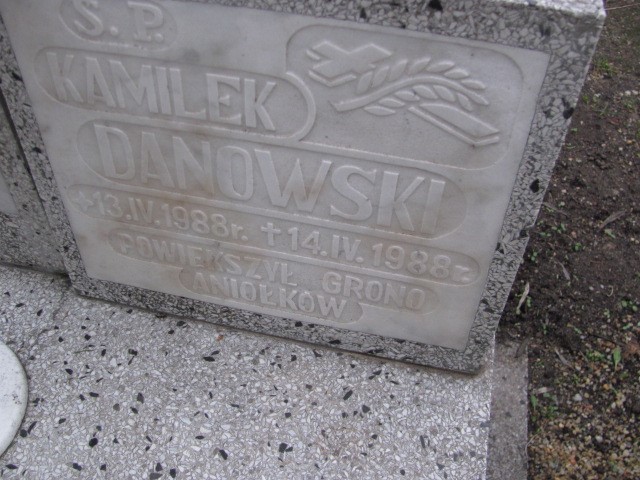 S.P.
KAMILEK
DANOWSKI
*13.IV.1988r. +14.IV.1988r.
POWIĘKSZYŁ GRONO
ANIOŁKÓW